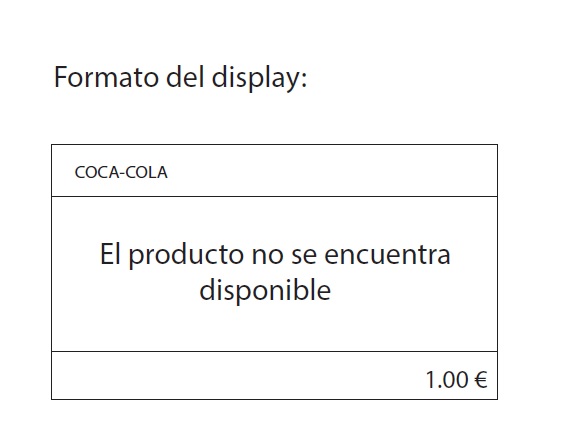 Formato del display:
COCA-COLA
El producto no se encuentra
disponible
1.00 €